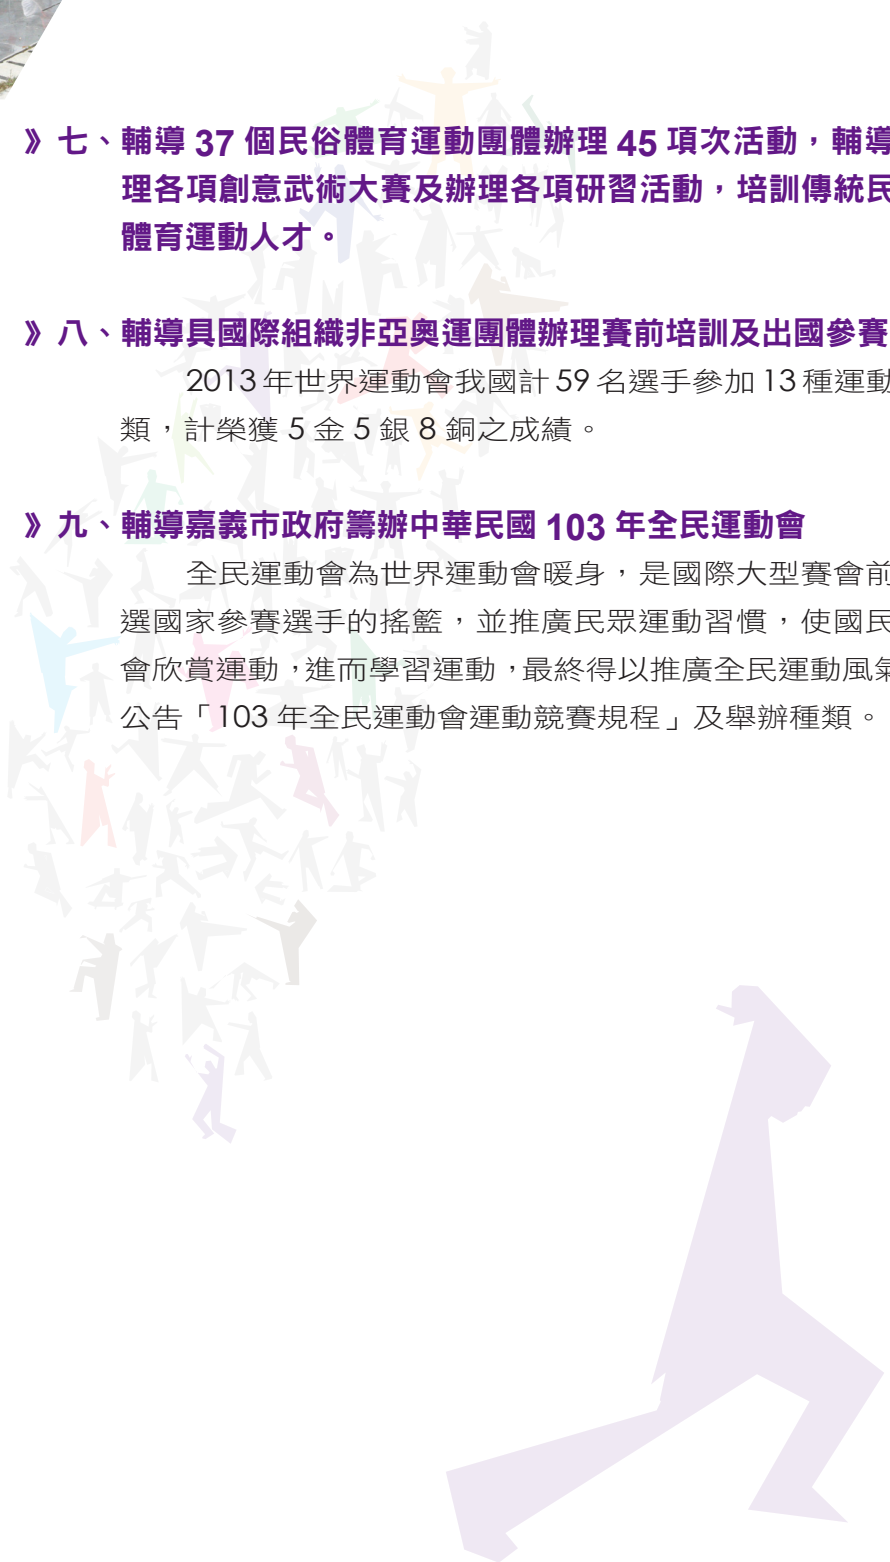 》七、輔導 37 個民俗體育運動團體辦理 45 項次活動，輔導
理各項創意武術大賽及辦理各項研習活動，培訓傳統民
體育運動人才。
》八、輔導具國際組織非亞奧運團體辦理賽前培訓及出國參賽
2013 年世界運動會我國計 59 名選手參加 13 種運動
類，計榮獲 5 金 5 銀 8 銅之成績。
》九、輔導嘉義市政府籌辦中華民國 103 年全民運動會
全民運動會為世界運動會暖身，是國際大型賽會前
選國家參賽選手的搖籃，並推廣民眾運動習慣，使國民
會欣賞運動，進而學習運動，最終得以推廣全民運動風氣
公告「103 年全民運動會運動競賽規程」及舉辦種類。